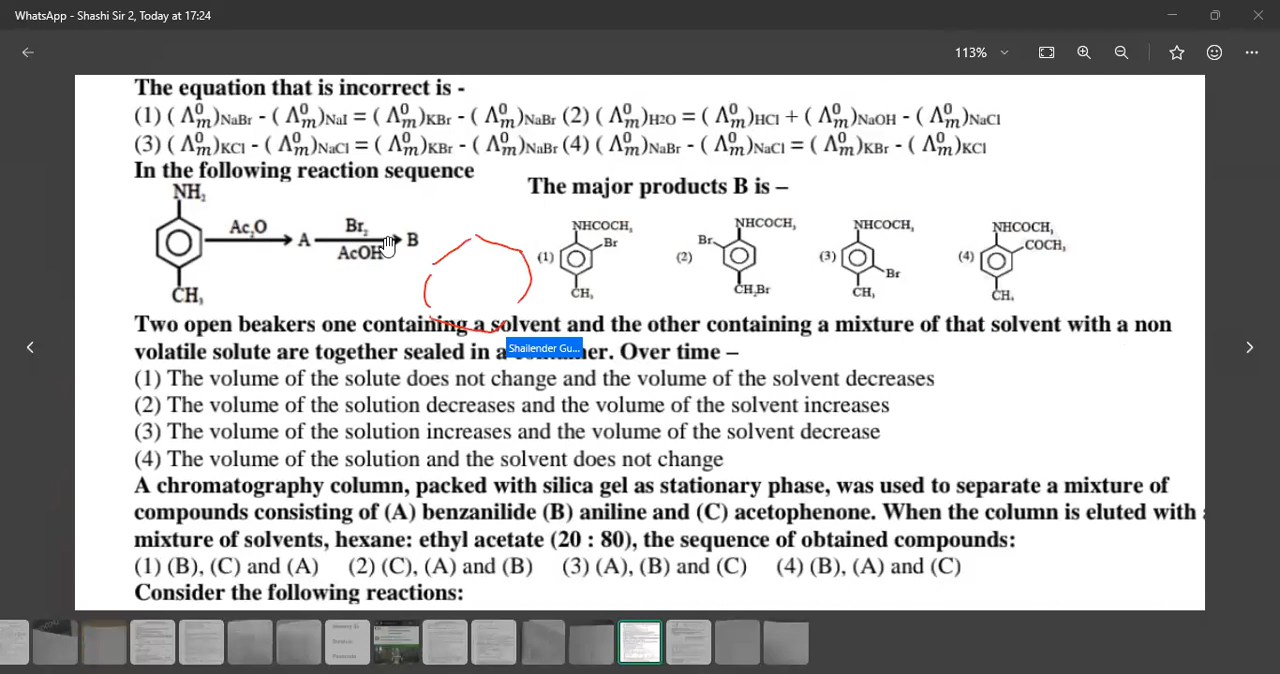 WhatsApp - Shashi Sir 2, Today at 17:24
113%
The equation that is incorrect is -
(1) ( Λ⁰ₘ)NaBr - ( Λ⁰ₘ)NaI = ( Λ⁰ₘ)KBr - ( Λ⁰ₘ)NaBr (2) ( Λ⁰ₘ)H2O = ( Λ⁰ₘ)HCl + ( Λ⁰ₘ)NaOH - ( Λ⁰ₘ)NaCl
(3) ( Λ⁰ₘ)KCl - ( Λ⁰ₘ)NaCl = ( Λ⁰ₘ)KBr - ( Λ⁰ₘ)NaBr (4) ( Λ⁰ₘ)NaBr - ( Λ⁰ₘ)NaCl = ( Λ⁰ₘ)KBr - ( Λ⁰ₘ)KCl
In the following reaction sequence
The major products B is –
NH₂
Ac₂O A Br₂ AcOH B
CH₃
(1) NHCOCH₃ Br CH₃
(2) NHCOCH₃ Br CH₂Br
(3) NHCOCH₃ Br CH₃
(4) NHCOCH₃ COCH₃ CH₃
Two open beakers one containing a solvent and the other containing a mixture of that solvent with a non
volatile solute are together sealed in a container. Over time –
Shailender Gu...
(1) The volume of the solute does not change and the volume of the solvent decreases
(2) The volume of the solution decreases and the volume of the solvent increases
(3) The volume of the solution increases and the volume of the solvent decrease
(4) The volume of the solution and the solvent does not change
A chromatography column, packed with silica gel as stationary phase, was used to separate a mixture of
compounds consisting of (A) benzanilide (B) aniline and (C) acetophenone. When the column is eluted with
mixture of solvents, hexane: ethyl acetate (20 : 80), the sequence of obtained compounds:
(1) (B), (C) and (A) (2) (C), (A) and (B) (3) (A), (B) and (C) (4) (B), (A) and (C)
Consider the following reactions: